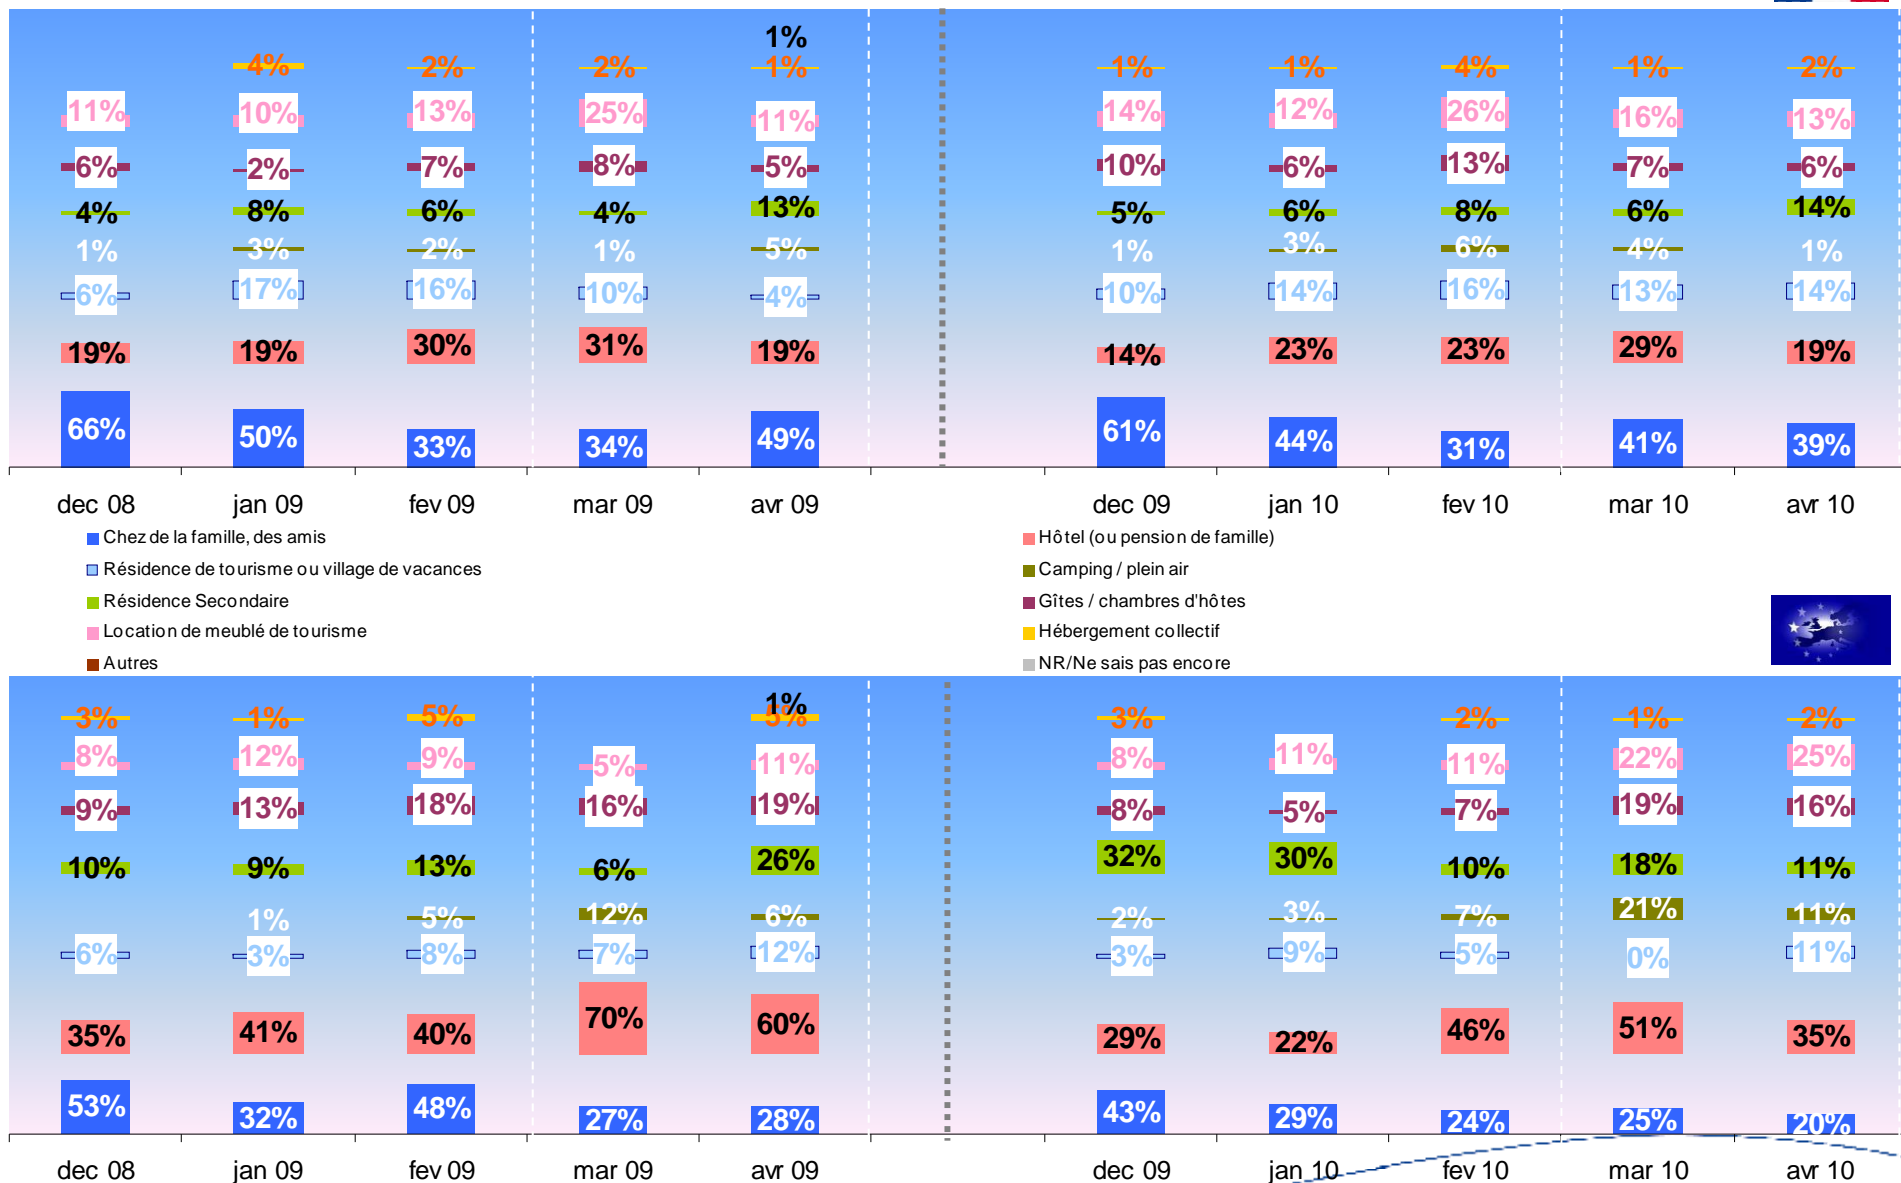 1%
4% 2% 2% 1% 1% 1% 4% 1% 2%
11% 10% 13% 25% 11% 14% 12% 26% 16% 13%
6% 2% 7% 8% 5% 10% 6% 13% 7% 6%
4% 8% 6% 4% 13% 5% 6% 8% 6% 14%
1% 3% 2% 1% 5% 1% 3% 6% 4% 1%
6% 17% 16% 10% 4% 10% 14% 16% 13% 14%
19% 19% 30% 31% 19% 14% 23% 23% 29% 19%
66% 50% 33% 34% 49% 61% 44% 31% 41% 39%
dec 08 jan 09 fev 09 mar 09 avr 09 dec 09 jan 10 fev 10 mar 10 avr 10
Chez de la famille, des amis Hôtel (ou pension de famille)
Résidence de tourisme ou village de vacances Camping / plein air
Résidence Secondaire Gîtes / chambres d'hôtes
Location de meublé de tourisme Hébergement collectif
Autres NR/Ne sais pas encore
1%
3% 1% 5% 5% 3% 2% 1% 2%
8% 12% 9% 5% 11% 8% 11% 11% 22% 25%
9% 13% 18% 16% 19% 8% 5% 7% 19% 16%
10% 9% 13% 6% 26% 32% 30% 10% 18% 11%
1% 5% 12% 6% 2% 3% 7% 21% 11%
6% 3% 8% 7% 12% 3% 9% 5% 0% 11%
35% 41% 40% 70% 60% 29% 22% 46% 51% 35%
53% 32% 48% 27% 28% 43% 29% 24% 25% 20%
dec 08 jan 09 fev 09 mar 09 avr 09 dec 09 jan 10 fev 10 mar 10 avr 10